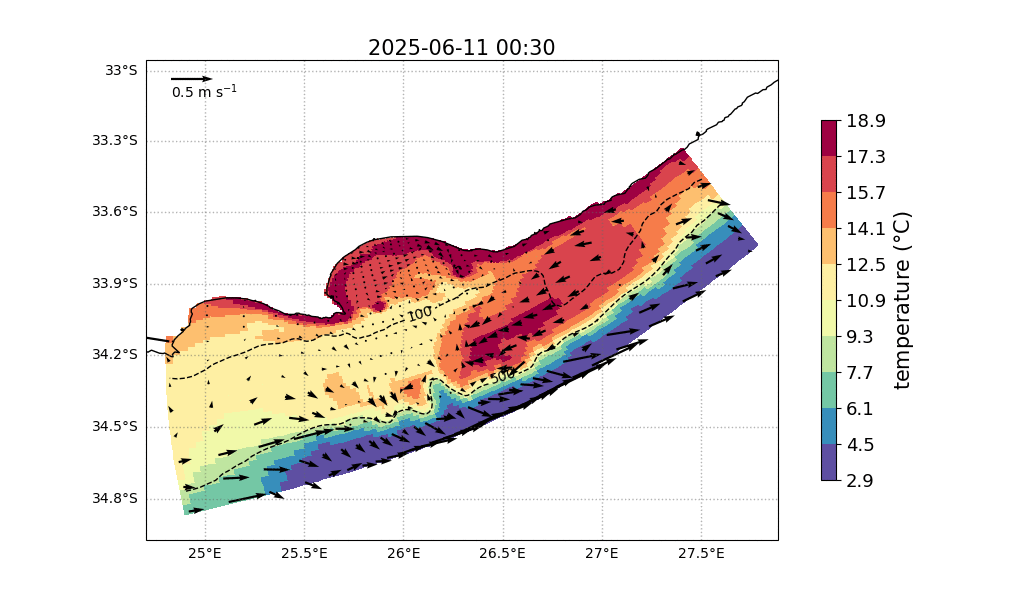 2025-06-11 00:30
33°S
0.5 m s⁻¹
33.3°S
33.6°S
33.9°S
34.2°S
34.5°S
34.8°S
100
500
25°E 25.5°E 26°E 26.5°E 27°E 27.5°E
18.9
17.3
15.7
14.1
12.5
10.9
9.3
7.7
6.1
4.5
2.9
temperature (°C)